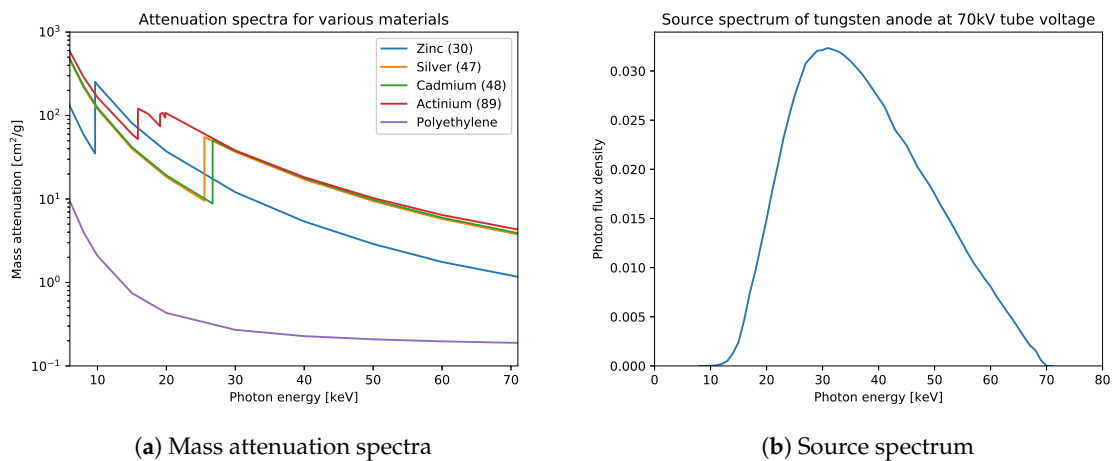 Attenuation spectra for various materials
10³
10²
10¹
10⁰
10⁻¹
Mass attenuation [cm²/g]
10 20 30 40 50 60 70
Photon energy [keV]
Zinc (30)
Silver (47)
Cadmium (48)
Actinium (89)
Polyethylene
(a) Mass attenuation spectra
Source spectrum of tungsten anode at 70kV tube voltage
0.030
0.025
0.020
0.015
0.010
0.005
0.000
Photon flux density
0 10 20 30 40 50 60 70 80
Photon energy [keV]
(b) Source spectrum